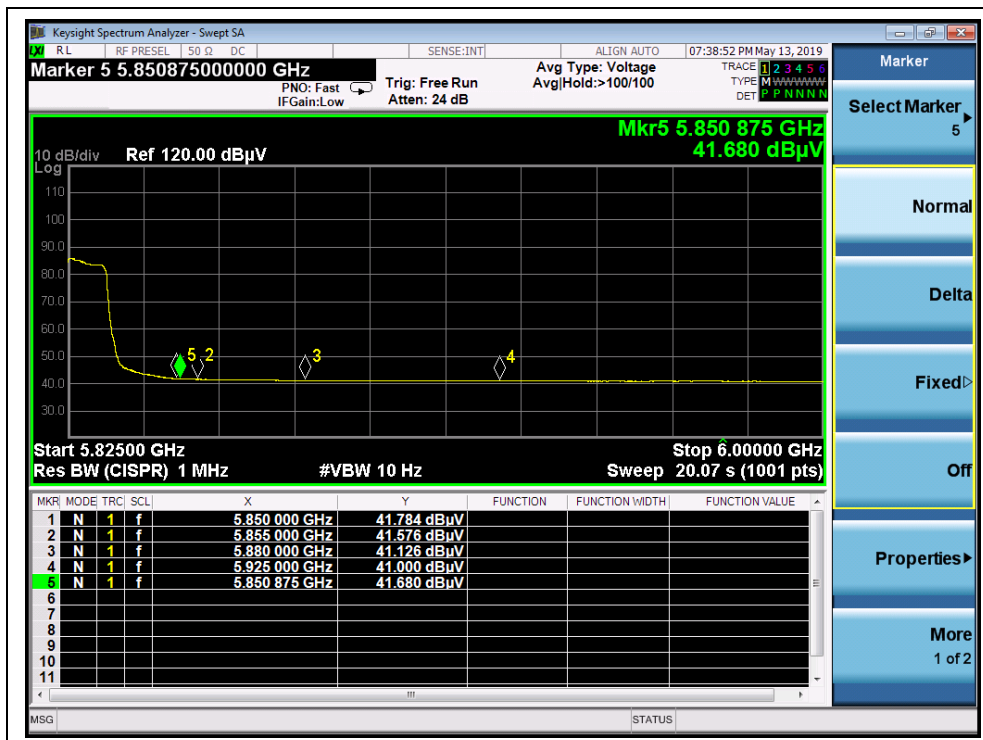 Keysight Spectrum Analyzer - Swept SA
LXI RL RF PRESEL 50 Ω DC SENSE:INT ALIGN AUTO 07:38:52 PM May 13, 2019
Marker 5 5.850875000000 GHz
PNO: Fast Trig: Free Run Avg Type: Voltage TRACE 1 2 3 4 5 6
IFGain:Low Atten: 24 dB Avg|Hold:>100/100 TYPE M WWWWW
DET P P N N N N
Mkr5 5.850 875 GHz
41.680 dBµV
10 dB/div Ref 120.00 dBµV
Log
110
100
90.0
80.0
70.0
60.0
50.0
40.0
30.0
5 2 3 4
Start 5.82500 GHz Stop 6.00000 GHz
Res BW (CISPR) 1 MHz #VBW 10 Hz Sweep 20.07 s (1001 pts)
MKR MODE TRC SCL X Y FUNCTION FUNCTION WIDTH FUNCTION VALUE
1 N 1 f 5.850 000 GHz 41.784 dBµV
2 N 1 f 5.855 000 GHz 41.576 dBµV
3 N 1 f 5.880 000 GHz 41.126 dBµV
4 N 1 f 5.925 000 GHz 41.000 dBµV
5 N 1 f 5.850 875 GHz 41.680 dBµV
6
7
8
9
10
11
MSG STATUS
Marker
Select Marker
5
Normal
Delta
Fixed
Off
Properties
More
1 of 2